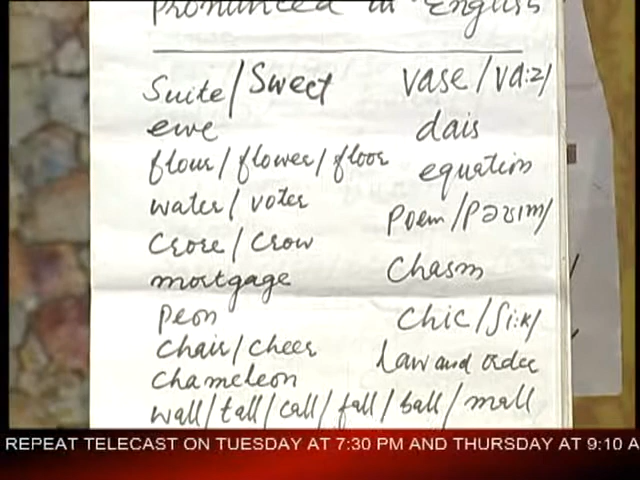 Pronunced in English
Suite/Sweet
ewe
flour/flower/floor
water/voter
Crore/Crow
mortgage
peon
Chair/Cheer
Chameleon
wall/tall/call/fall/ball/mall
vase/vɑ:z/
dais
equation
Poem/pəʊɪm/
Chasm
Chic/ʃi:k/
Law and order
REPEAT TELECAST ON TUESDAY AT 7:30 PM AND THURSDAY AT 9:10 A